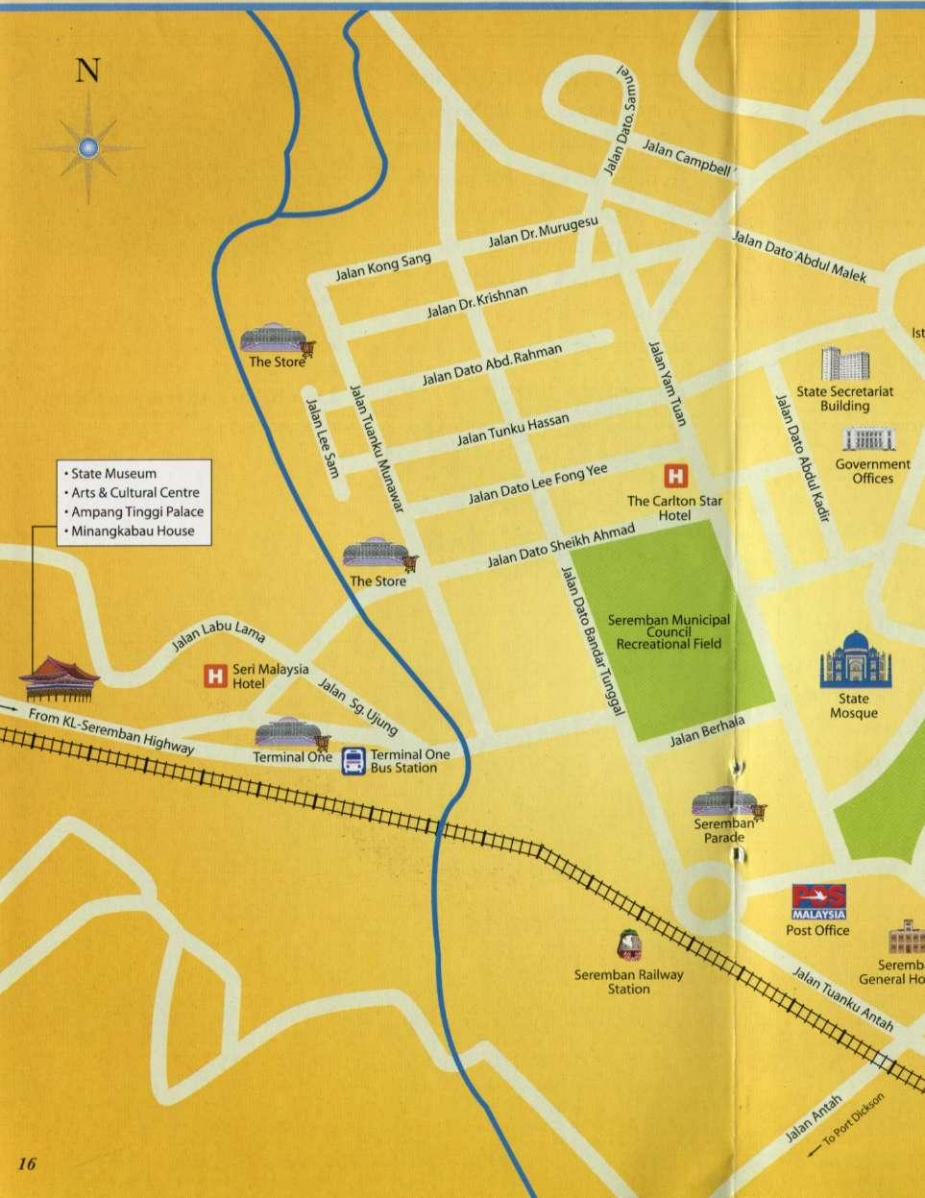 N
Jalan Dato. Samuel
Jalan Campbell
Jalan Dr. Murugesu
Jalan Kong Sang
Jalan Dato' Abdul Malek
Jalan Dr. Krishnan
Ist
The Store
Jalan Dato Abd. Rahman
Jalan Yam Tuan
State Secretariat
Building
Jalan Lee Sam
Jalan Tuanku Munawar
Jalan Tunku Hassan
Jalan Dato Abdul Kadir
Government
Offices
• State Museum
• Arts & Cultural Centre
• Ampang Tinggi Palace
• Minangkabau House
Jalan Dato Lee Fong Yee
H
The Carlton Star
Hotel
Jalan Dato Sheikh Ahmad
The Store
Jalan Dato Bandar Tunggal
Seremban Municipal
Council
Recreational Field
Jalan Labu Lama
H
Seri Malaysia
Hotel
Jalan Sg. Ujung
State
Mosque
From KL-Seremban Highway
Terminal One
Terminal One
Bus Station
Jalan Berhala
Seremban
Parade
POS
MALAYSIA
Post Office
Seremban Railway
Station
Seremb
General Ho
Jalan Tuanku Antah
Jalan Antah
To Port Dickson
16